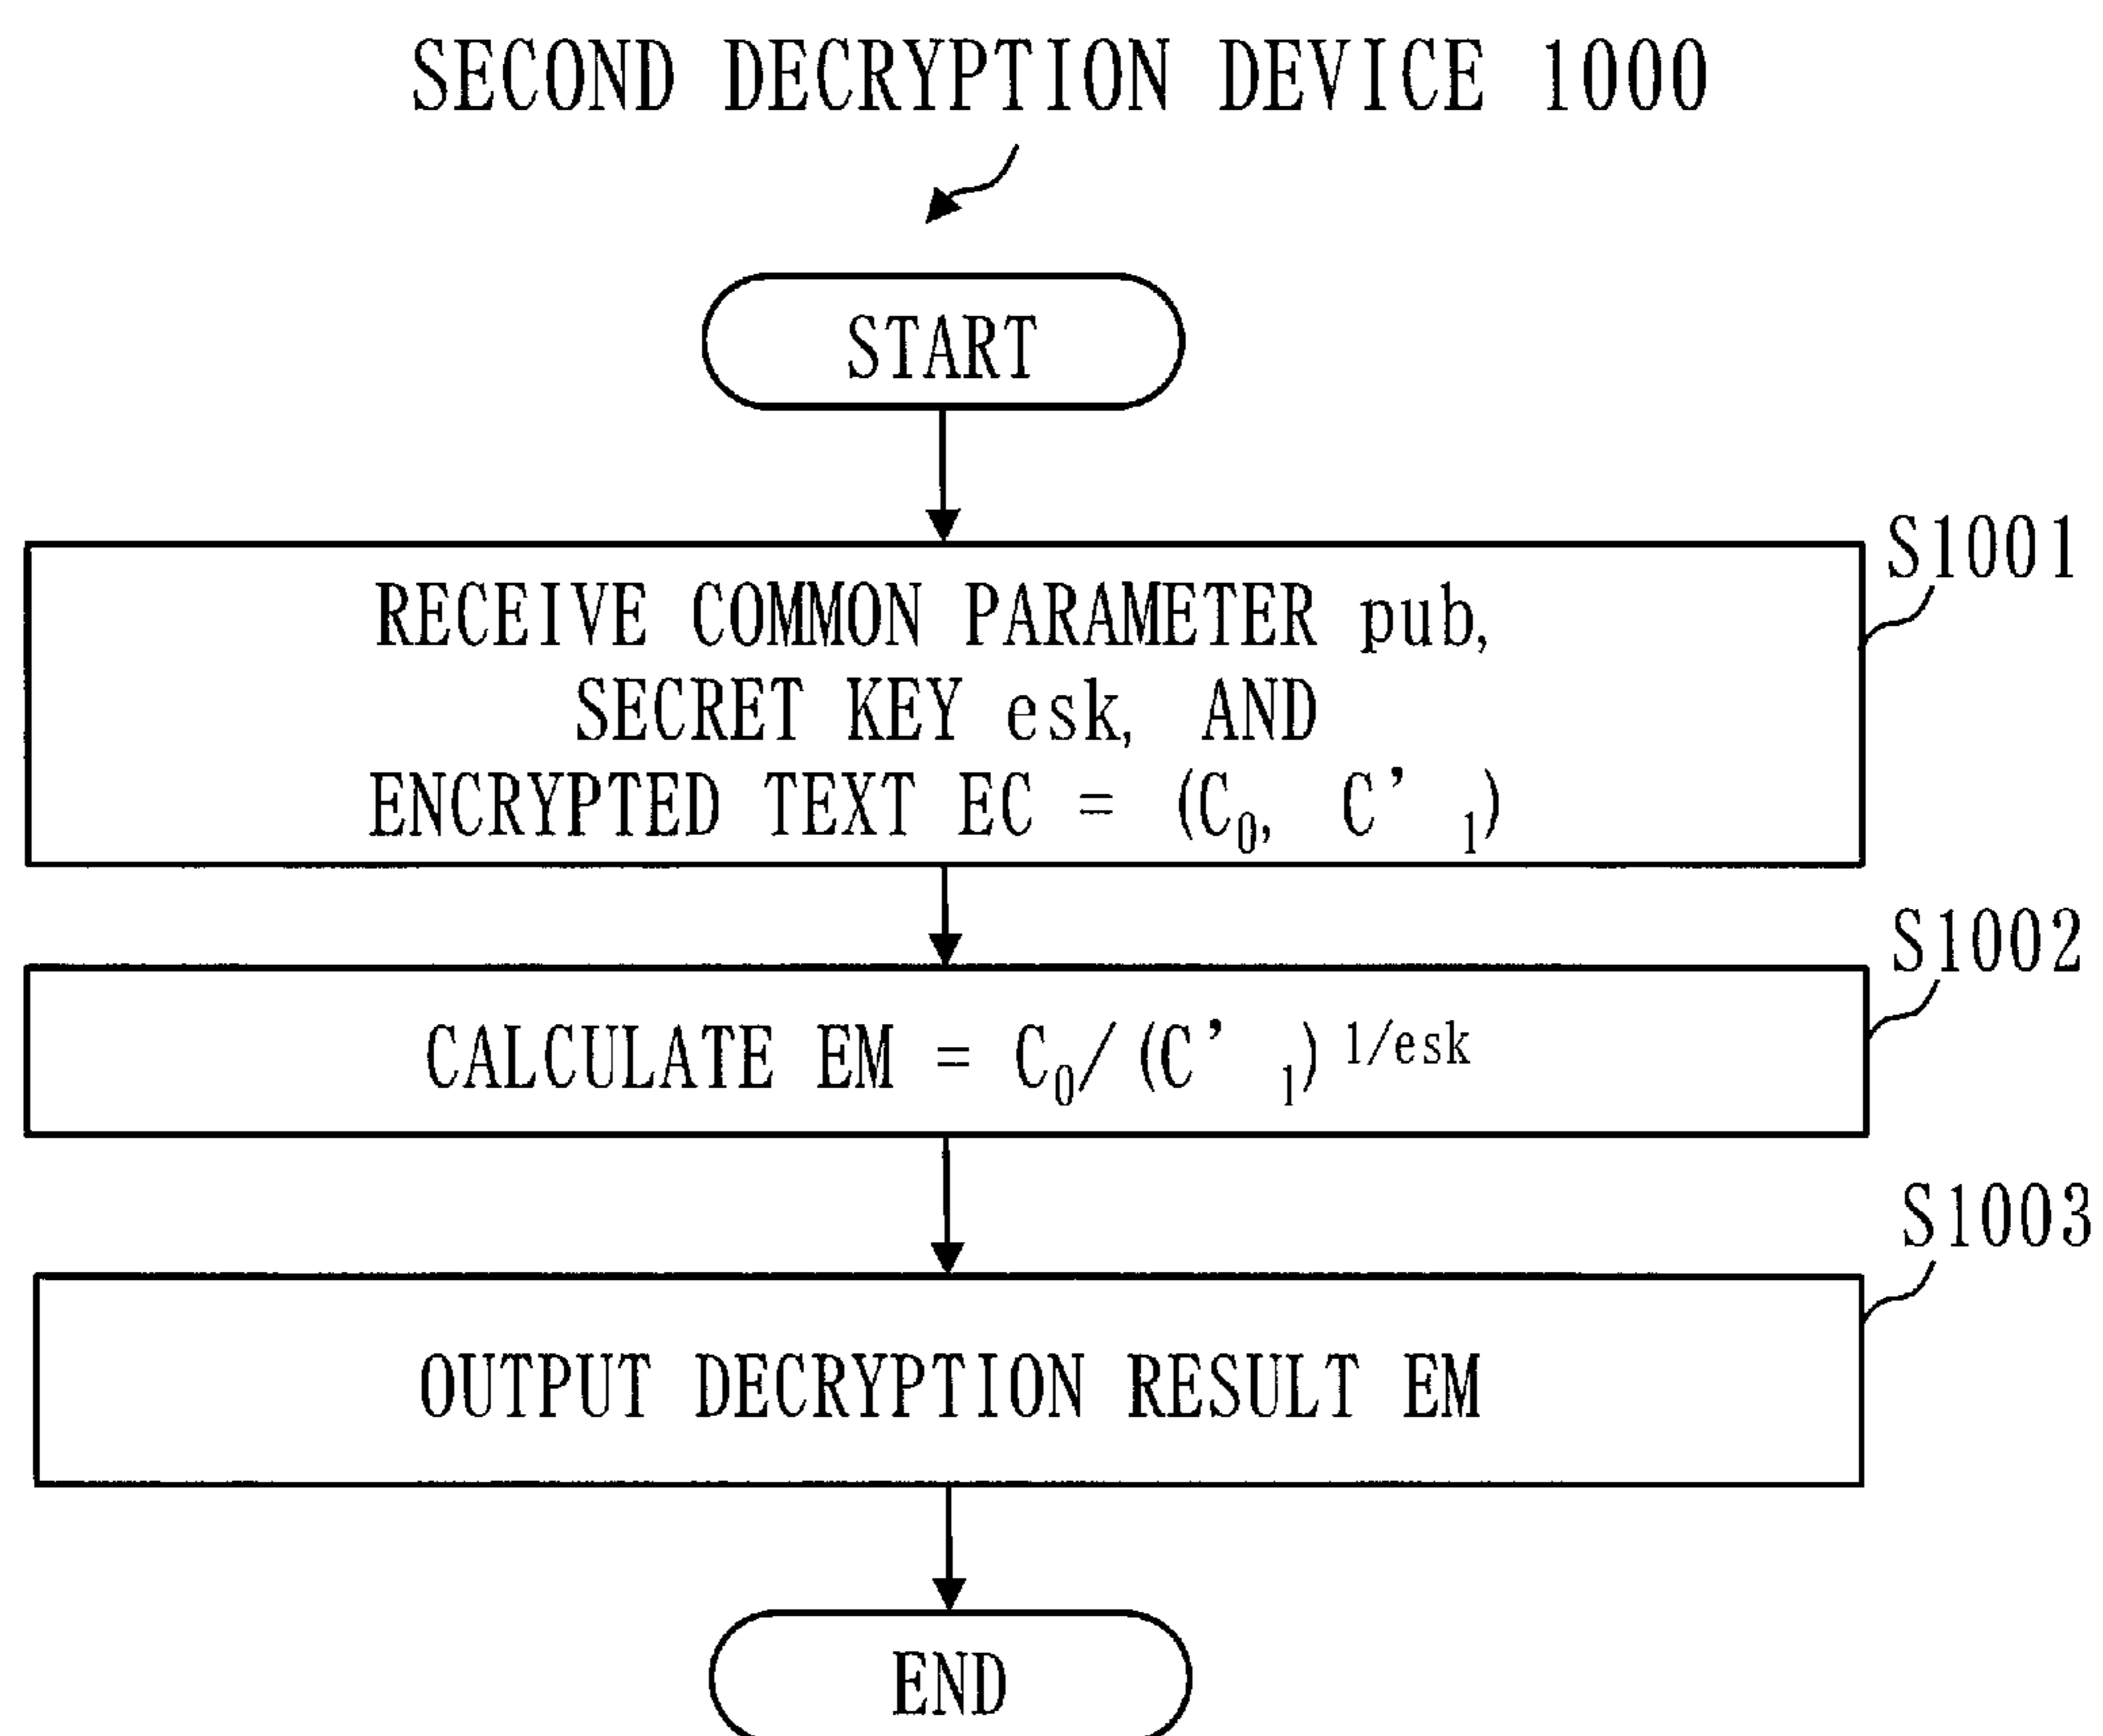 SECOND DECRYPTION DEVICE 1000
START
S1001
RECEIVE COMMON PARAMETER pub,
SECRET KEY esk, AND
ENCRYPTED TEXT EC = (C₀, C’₁)
S1002
CALCULATE EM = C₀/(C’₁)^1/esk
S1003
OUTPUT DECRYPTION RESULT EM
END